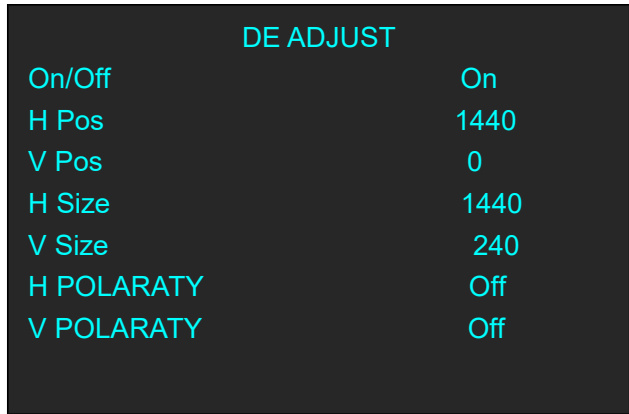 DE ADJUST
On/Off On
H Pos 1440
V Pos 0
H Size 1440
V Size 240
H POLARATY Off
V POLARATY Off